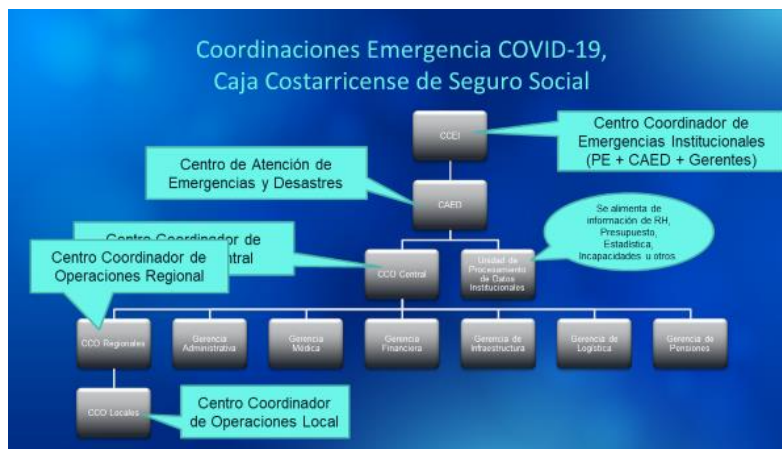 Coordinaciones Emergencia COVID-19,
Caja Costarricense de Seguro Social
CCEI
Centro Coordinador de
Emergencias Institucionales
(PE + CAED + Gerentes)
Centro de Atención de
Emergencias y Desastres
CAED
Se alimenta de
información de RH,
Presupuesto,
Estadística,
Incapacidades u otros
Centro Coordinador de
Centro Coordinador de
Operaciones Regional
CCO Central
Unidad de
Procesamiento
de Datos
Institucionales
CCO Regionales
Gerencia
Administrativa
Gerencia
Médica
Gerencia
Financiera
Gerencia de
Infraestructura
Gerencia de
Logística
Gerencia de
Pensiones
CCO Locales
Centro Coordinador
de Operaciones Local